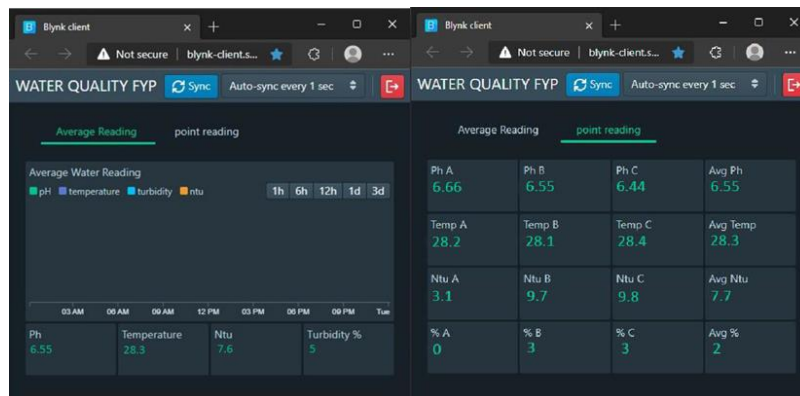 Blynk client
Not secure | blynk-client.s...
WATER QUALITY FYP
Sync
Auto-sync every 1 sec
Average Reading
point reading
Average Water Reading
pH temperature turbidity ntu
1h 6h 12h 1d 3d
03 AM 06 AM 09 AM 12 PM 03 PM 06 PM 09 PM Tue
Ph Temperature Ntu Turbidity %
6.55 28.3 7.6 5
Blynk client
Not secure | blynk-client.s...
WATER QUALITY FYP
Sync
Auto-sync every 1 sec
Average Reading
point reading
Ph A Ph B Ph C Avg Ph
6.66 6.55 6.44 6.55
Temp A Temp B Temp C Avg Temp
28.2 28.1 28.4 28.3
Ntu A Ntu B Ntu C Avg Ntu
3.1 9.7 9.8 7.7
% A % B % C Avg %
0 3 3 2